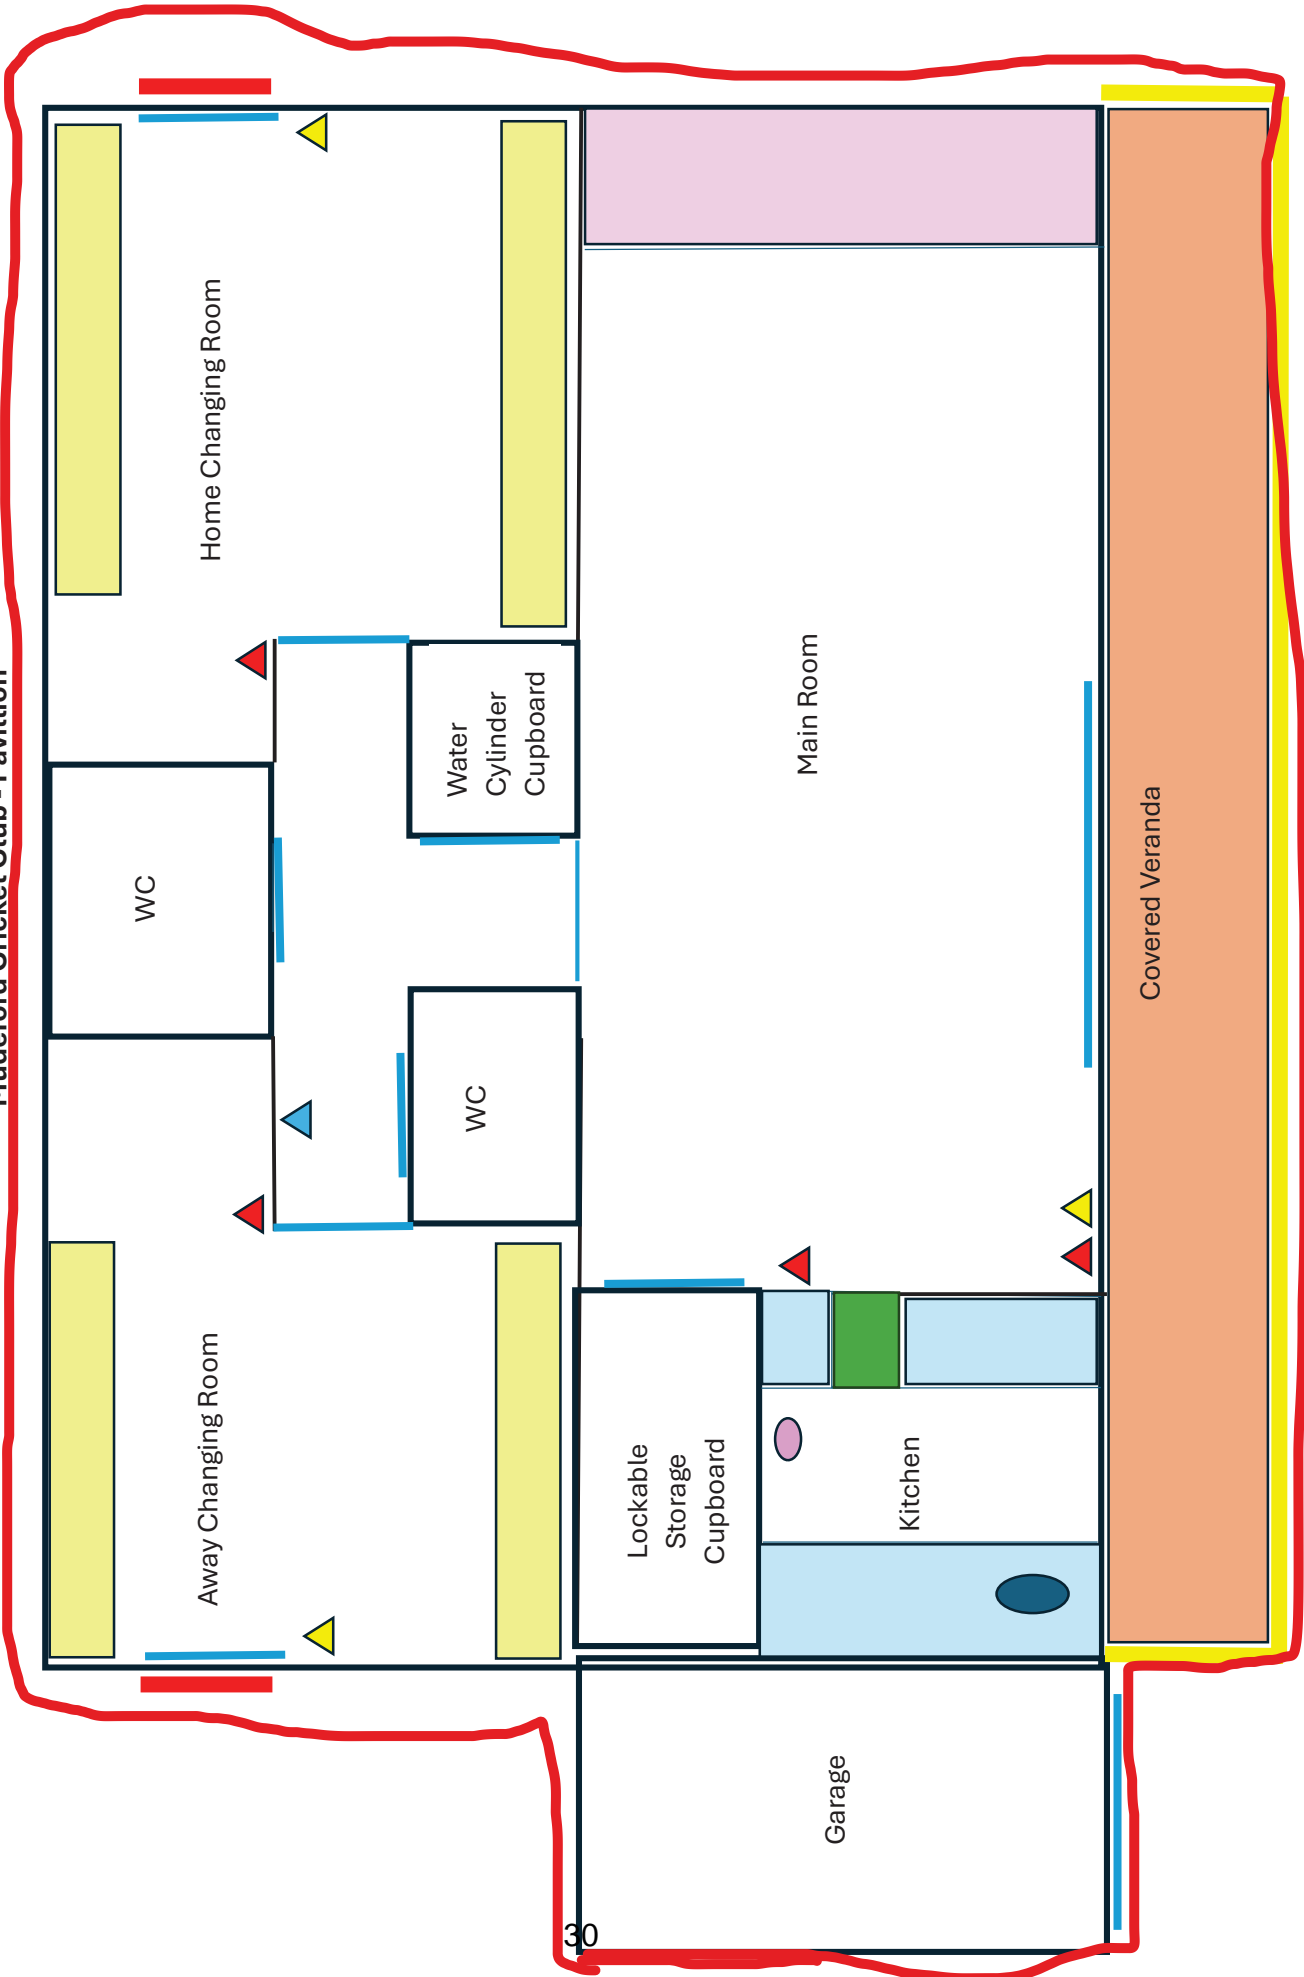 Home Changing Room
Water
Cylinder
Cupboard
Main Room
WC
Covered Veranda
WC
Away Changing Room
Lockable
Storage
Cupboard
Kitchen
Garage
30